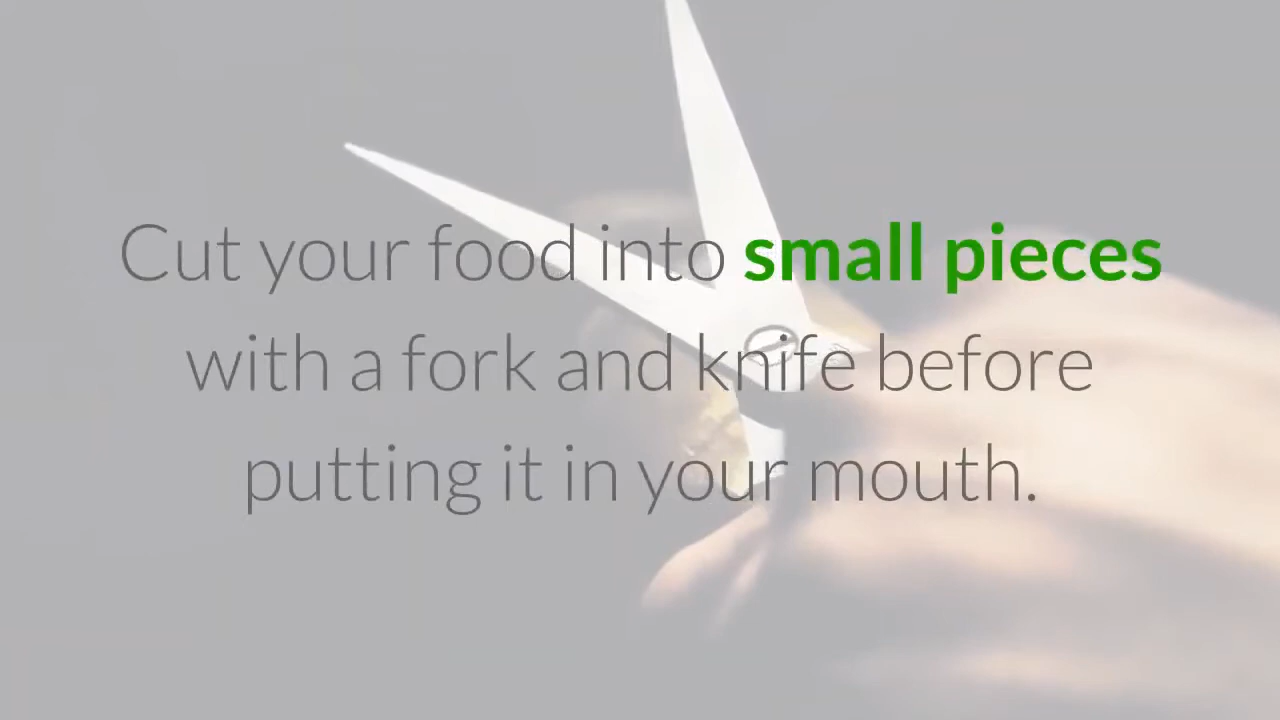 Cut your food into small pieces
with a fork and knife before
putting it in your mouth.